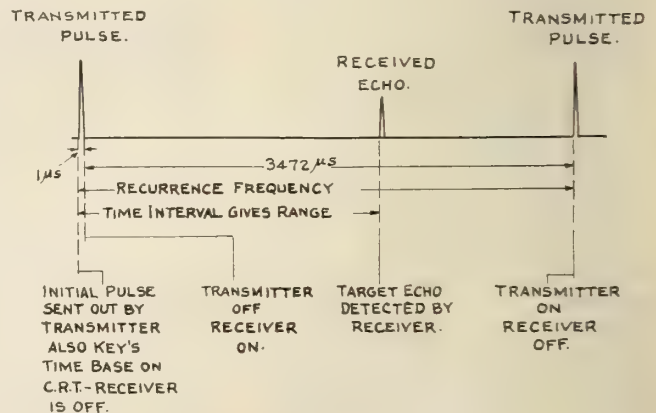 TRANSMITTED
PULSE.
TRANSMITTED
PULSE.
RECEIVED
ECHO.
1µs
3472 µs
RECURRENCE FREQUENCY
TIME INTERVAL GIVES RANGE
INITIAL PULSE
SENT OUT BY
TRANSMITTER
ALSO KEY'S
TIME BASE ON
C.R.T.-RECEIVER
IS OFF.
TRANSMITTER
OFF
RECEIVER
ON.
TARGET ECHO
DETECTED BY
RECEIVER.
TRANSMITTER
ON
RECEIVER
OFF.